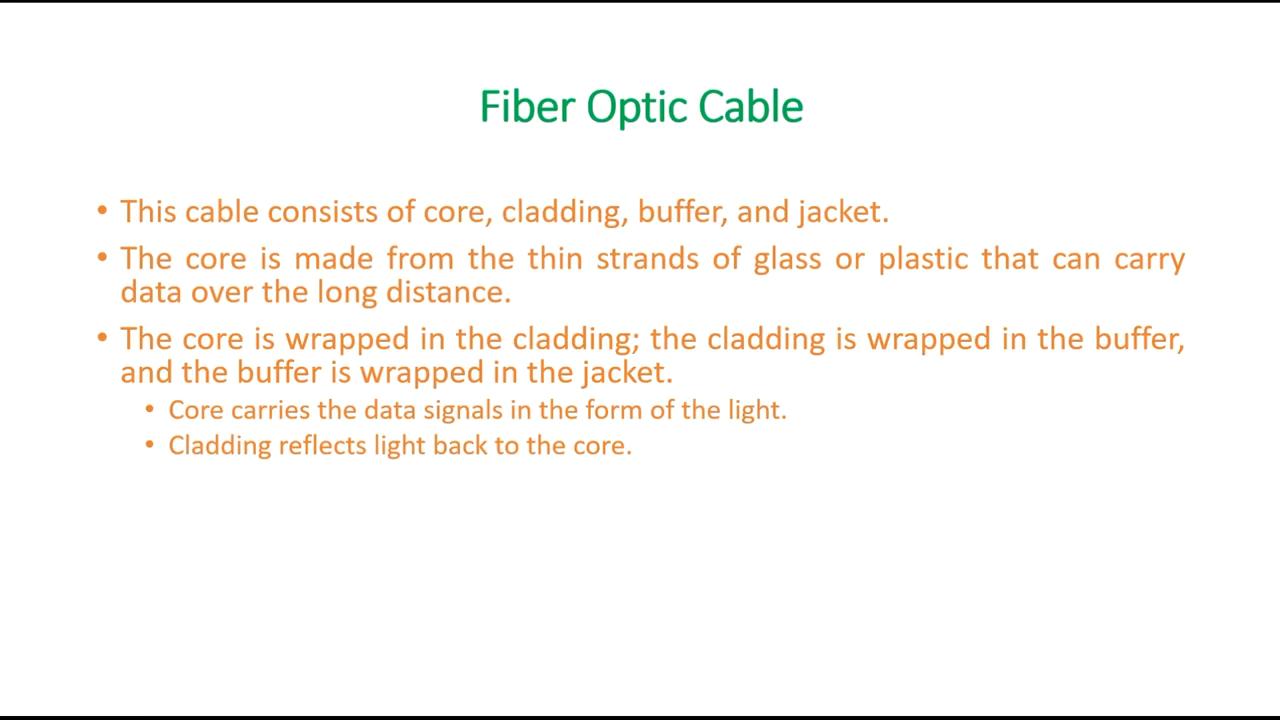 Fiber Optic Cable
• This cable consists of core, cladding, buffer, and jacket.
• The core is made from the thin strands of glass or plastic that can carry
data over the long distance.
• The core is wrapped in the cladding; the cladding is wrapped in the buffer,
and the buffer is wrapped in the jacket.
• Core carries the data signals in the form of the light.
• Cladding reflects light back to the core.